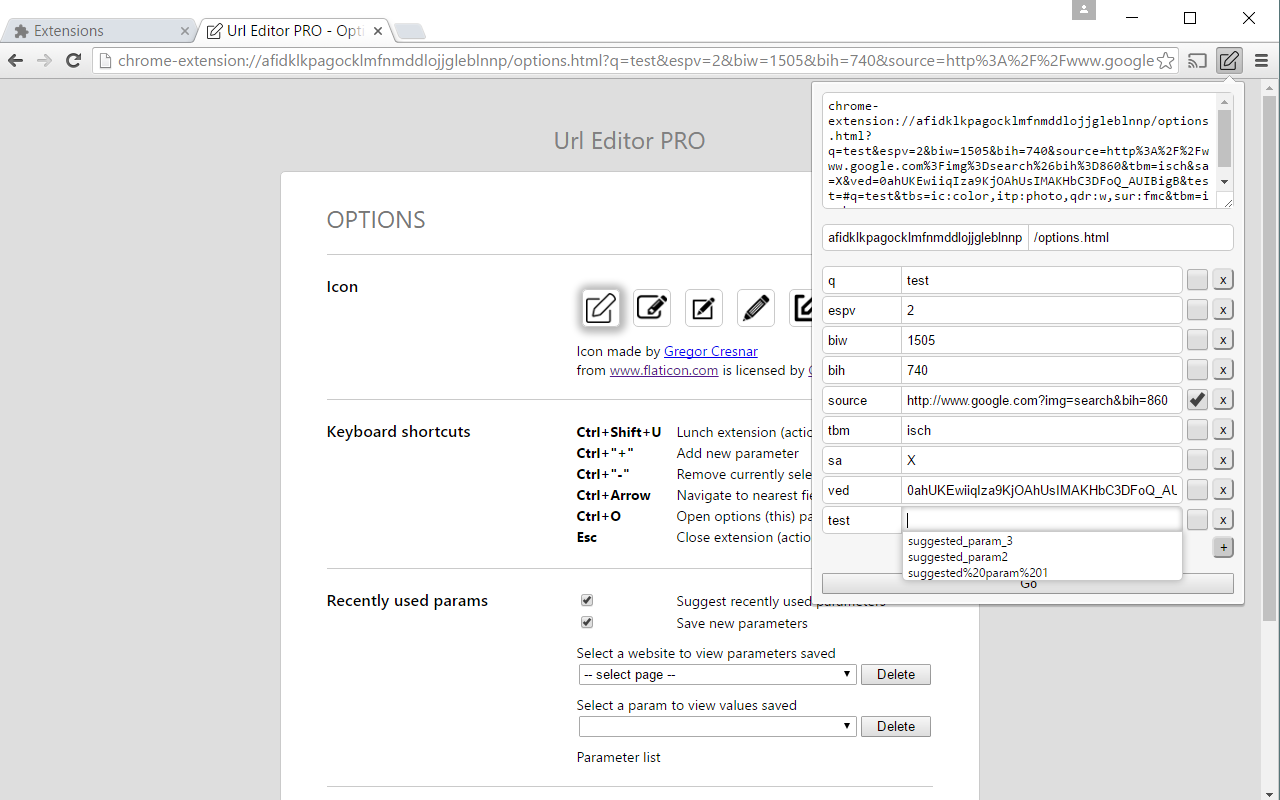 Extensions
Url Editor PRO - Opti
chrome-extension://afidklkpagocklmfnmddlojjgleblnnp/options.html?q=test&espv=2&biw=1505&bih=740&source=http%3A%2F%2Fwww.google
Url Editor PRO
OPTIONS
Icon
Icon made by Gregor Cresnar
from www.flaticon.com is licensed by
Keyboard shortcuts
Ctrl+Shift+U Lunch extension (actio
Ctrl+"+" Add new parameter
Ctrl+"-" Remove currently sele
Ctrl+Arrow Navigate to nearest fie
Ctrl+O Open options (this) pa
Esc Close extension (actio
Recently used params
Suggest recently used parameters
Save new parameters
Select a website to view parameters saved
-- select page -- Delete
Select a param to view values saved
Delete
Parameter list
chrome-
extension://afidklkpagocklmfnmddlojjgleblnnp/options
.html?
q=test&espv=2&biw=1505&bih=740&source=http%3A%2F%2Fw
ww.google.com%3Fimg%3Dsearch%26bih%3D860&tbm=isch&sa
=X&ved=0ahUKEwiiqIza9KjOAhUsIMAKHbC3DFoQ_AUIBigB&tes
t=#q=test&tbs=ic:color,itp:photo,qdr:w,sur:fmc&tbm=i
afidklkpagocklmfnmddlojjgleblnnp /options.html
q test x
espv 2 x
biw 1505 x
bih 740 x
source http://www.google.com?img=search&bih=860 x
tbm isch x
sa X x
ved 0ahUKEwiiqIza9KjOAhUsIMAKHbC3DFoQ_AU x
test x
suggested_param_3
suggested_param2
suggested%20param%201
+
Go